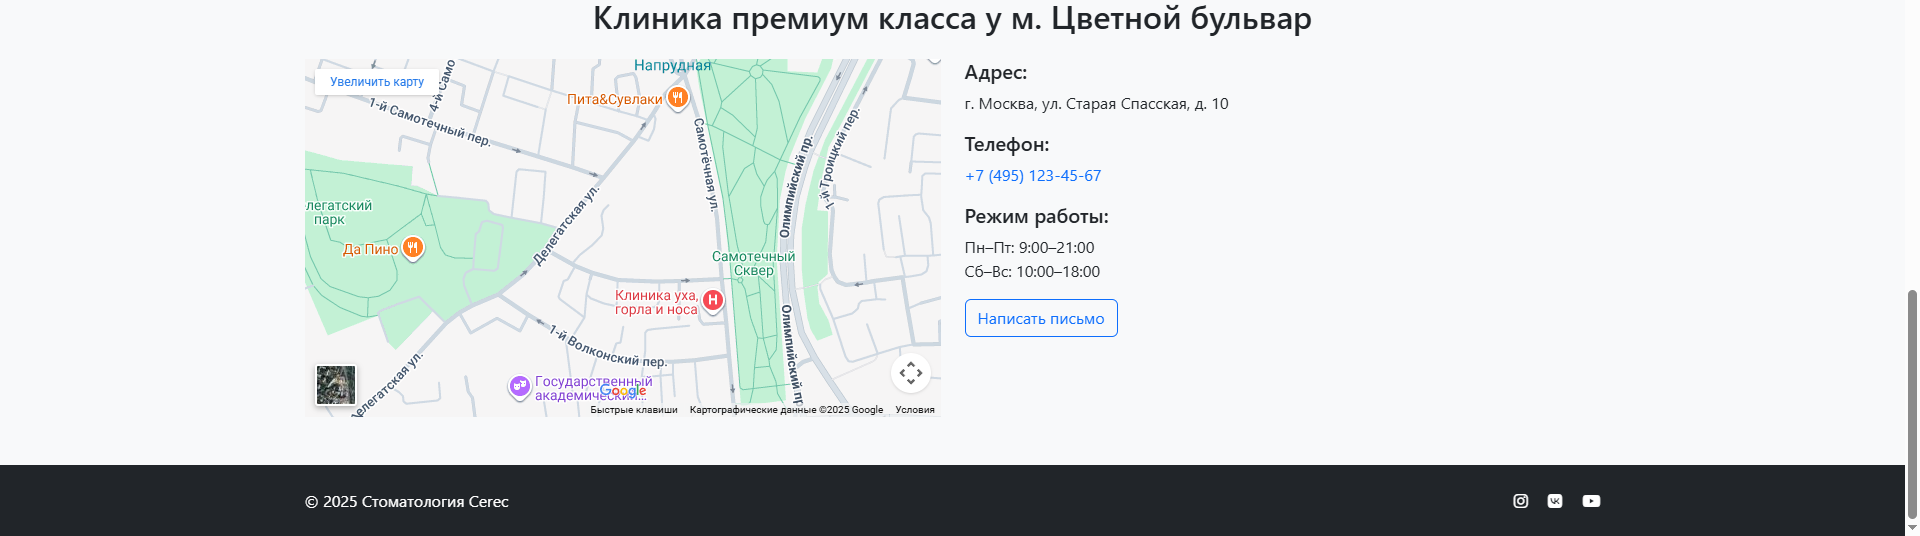 Клиника премиум класса у м. Цветной бульвар
Увеличить карту
Напрудная
4-й Само
Пита&Сувлаки
1-й Самотечный пер.
Самотёчная ул.
Олимпийский пр.
1-й Троицкий пер.
легатский
парк
Да Пино
Делегатская ул.
Самотечный
Сквер
Клиника уха,
горла и носа
1-й Волконский пер.
Олимпийский пр
Делегатская ул.
Государственный
академический...
Google
Быстрые клавиши
Картографические данные ©2025 Google
Условия
Адрес:
г. Москва, ул. Старая Спасская, д. 10
Телефон:
+7 (495) 123-45-67
Режим работы:
Пн–Пт: 9:00–21:00
Сб–Вс: 10:00–18:00
Написать письмо
© 2025 Стоматология Cerec